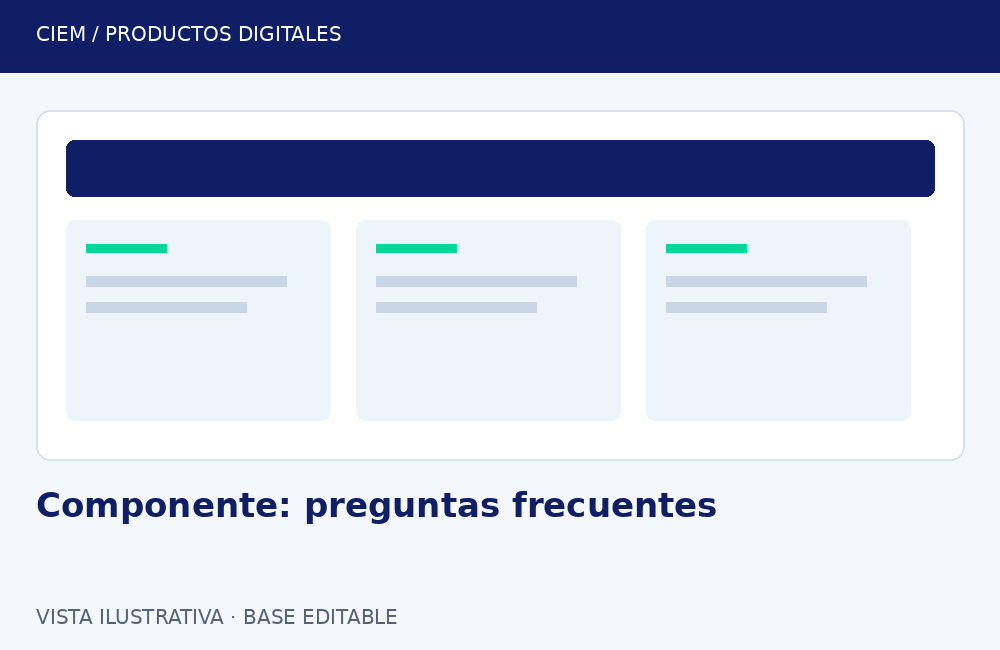 CIEM / PRODUCTOS DIGITALES
Componente: preguntas frecuentes
VISTA ILUSTRATIVA · BASE EDITABLE